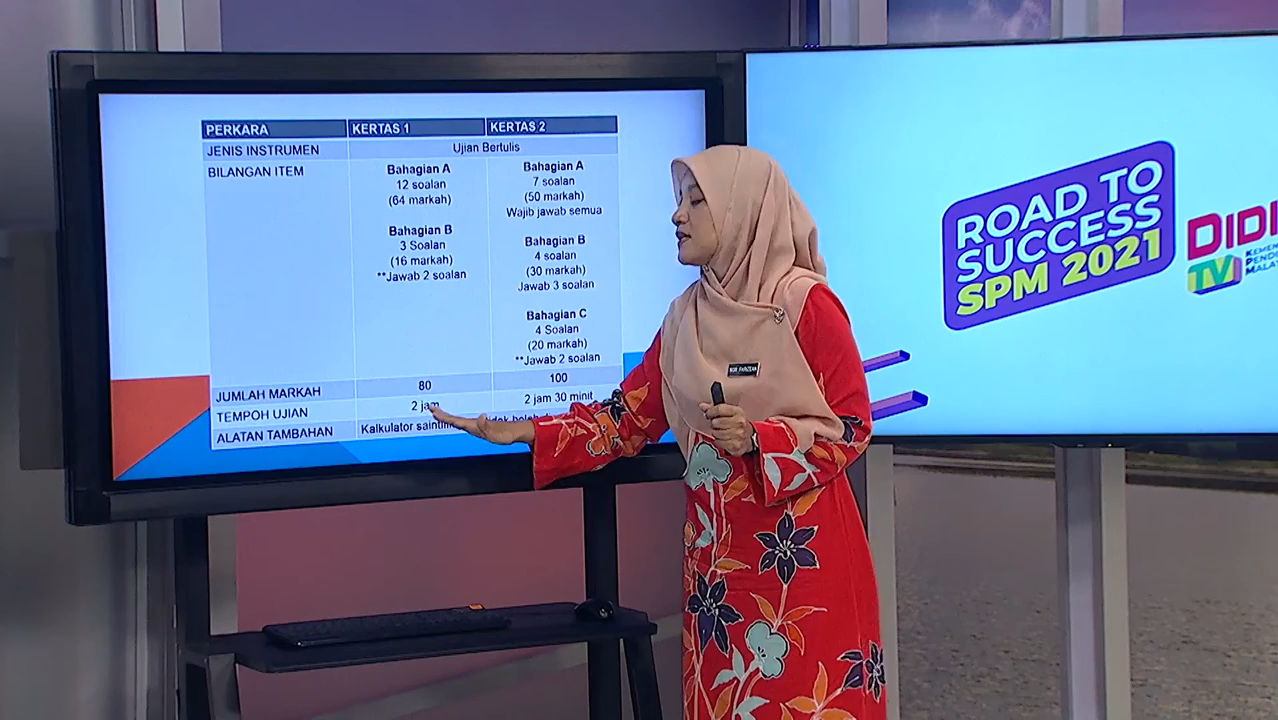 PERKARA KERTAS 1 KERTAS 2
JENIS INSTRUMEN Ujian Bertulis
BILANGAN ITEM
Bahagian A
12 soalan
(64 markah)
Bahagian B
3 Soalan
(16 markah)
**Jawab 2 soalan
Bahagian A
7 soalan
(50 markah)
Wajib jawab semua
Bahagian B
4 soalan
(30 markah)
Jawab 3 soalan
Bahagian C
4 Soalan
(20 markah)
**Jawab 2 soalan
JUMLAH MARKAH 80 100
TEMPOH UJIAN 2 jam 2 jam 30 minit
ALATAN TAMBAHAN Kalkulator
ROAD TO
SUCCESS
SPM 2021
DIDI
TV